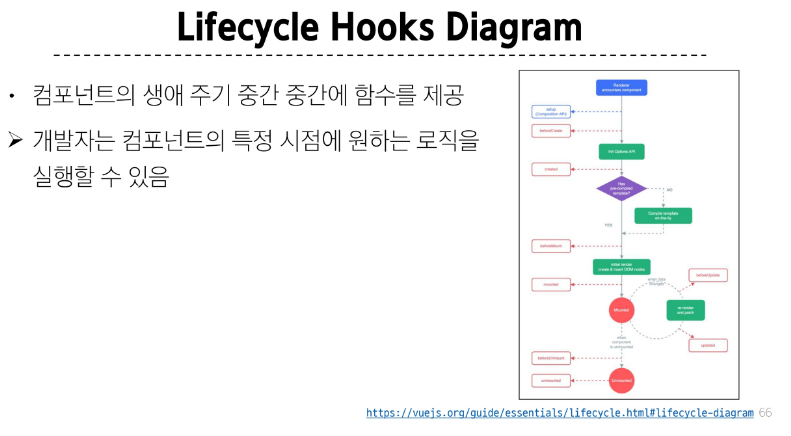 Lifecycle Hooks Diagram
• 컴포넌트의 생애 주기 중간 중간에 함수를 제공
➢ 개발자는 컴포넌트의 특정 시점에 원하는 로직을
실행할 수 있음
Renderer
encounters component
setup
(Composition API)
beforeCreate
Init Options API
created
Has
pre-compiled
template?
NO
Compile template
on-the-fly
YES
beforeMount
initial render
create & insert DOM nodes
mounted
when data
changes
beforeUpdate
Mounted
re-render
and patch
updated
when
component
is unmounted
beforeUnmount
unmounted
Unmounted
https://vuejs.org/guide/essentials/lifecycle.html#lifecycle-diagram 66